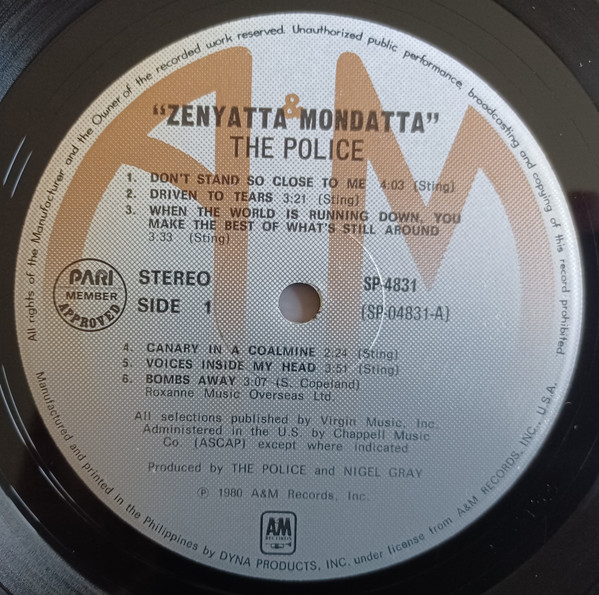 All rights of the Manufacturer and the Owner of the recorded work reserved. Unauthorized public performance, broadcasting and copying of this record prohibited.
A&M
"ZENYATTA MONDATTA"
THE POLICE
1. DON'T STAND SO CLOSE TO ME 4:03 (Sting)
2. DRIVEN TO TEARS 3:21 (Sting)
3. WHEN THE WORLD IS RUNNING DOWN, YOU
MAKE THE BEST OF WHAT'S STILL AROUND
3:33 (Sting)
PARI
MEMBER
APPROVED
STEREO
SIDE 1
SP-4831
(SP-04831-A)
4. CANARY IN A COALMINE 2:24 (Sting)
5. VOICES INSIDE MY HEAD 3:51 (Sting)
6. BOMBS AWAY 3:07 (S. Copeland)
Roxanne Music Overseas Ltd.
All selections published by Virgin Music, Inc.
Administered in the U.S. by Chappell Music
Co. (ASCAP) except where indicated
Produced by THE POLICE and NIGEL GRAY
℗ 1980 A&M Records, Inc.
AM
RECORDS
Manufactured and printed in the Philippines by DYNA PRODUCTS, INC. under license from A&M RECORDS, INC., U.S.A.